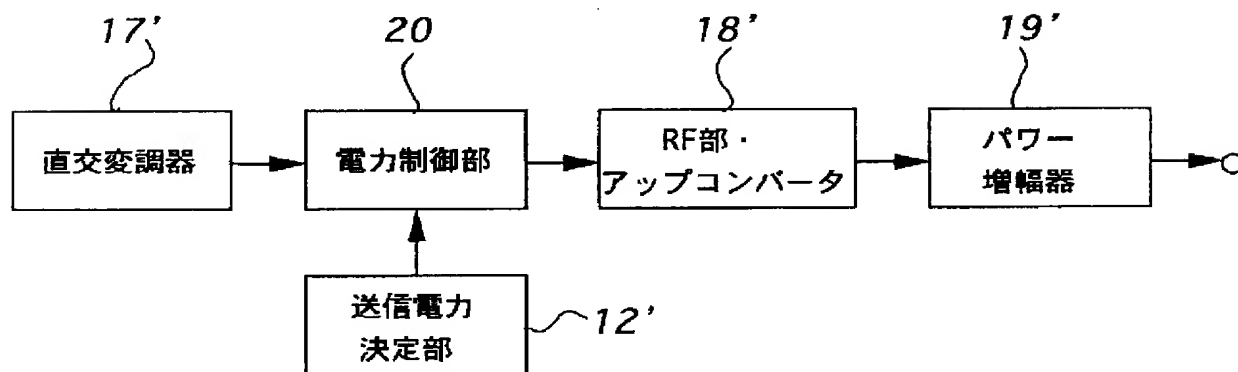 17’
20
18’
19’
直交変調器
電力制御部
RF部・
アップコンバータ
パワー
増幅器
送信電力
決定部
12’